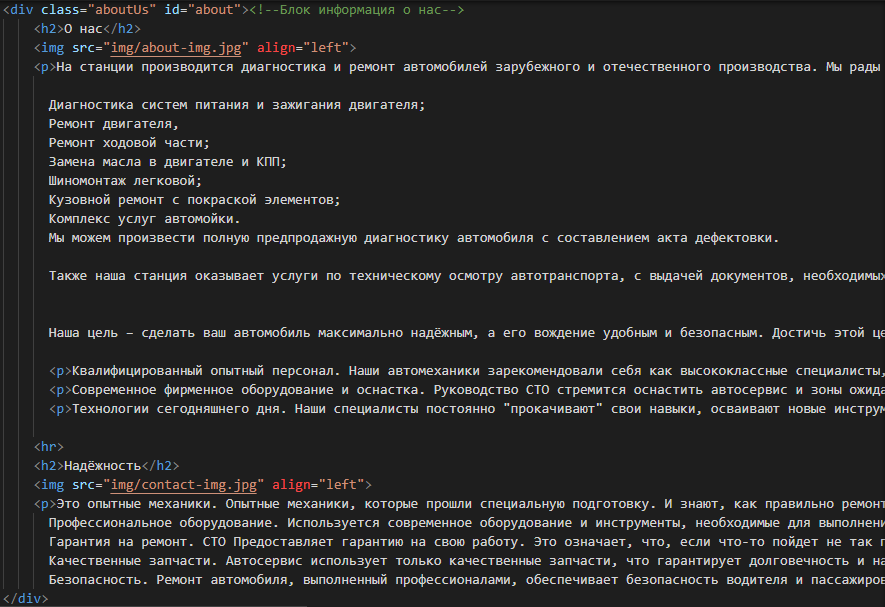 <div class="aboutUs" id="about"><!--Блок информация о нас-->
<h2>О нас</h2>
<img src="img/about-img.jpg" align="left">
<p>На станции производится диагностика и ремонт автомобилей зарубежного и отечественного производства. Мы рады
Диагностика систем питания и зажигания двигателя;
Ремонт двигателя,
Ремонт ходовой части;
Замена масла в двигателе и КПП;
Шиномонтаж легковой;
Кузовной ремонт с покраской элементов;
Комплекс услуг автомойки.
Мы можем произвести полную предпродажную диагностику автомобиля с составлением акта дефектовки.
Также наша станция оказывает услуги по техническому осмотру автотранспорта, с выдачей документов, необходимых
Наша цель – сделать ваш автомобиль максимально надёжным, а его вождение удобным и безопасным. Достичь этой
<p>Квалифицированный опытный персонал. Наши автомеханики зарекомендовали себя как высококлассные специалисты,
<p>Современное фирменное оборудование и оснастка. Руководство СТО стремится оснастить автосервис и зоны
<p>Технологии сегодняшнего дня. Наши специалисты постоянно "прокачивают" свои навыки, осваивают новые
<hr>
<h2>Надёжность</h2>
<img src="img/contact-img.jpg" align="left">
<p>Это опытные механики. Опытные механики, которые прошли специальную подготовку. И знают, как правильно
Профессиональное оборудование. Используется современное оборудование и инструменты, необходимые для
Гарантия на ремонт. СТО Предоставляет гарантию на свою работу. Это означает, что, если что-то пойдет не так
Качественные запчасти. Автосервис использует только качественные запчасти, что гарантирует долговечность и
Безопасность. Ремонт автомобиля, выполненный профессионалами, обеспечивает безопасность водителя и
</div>